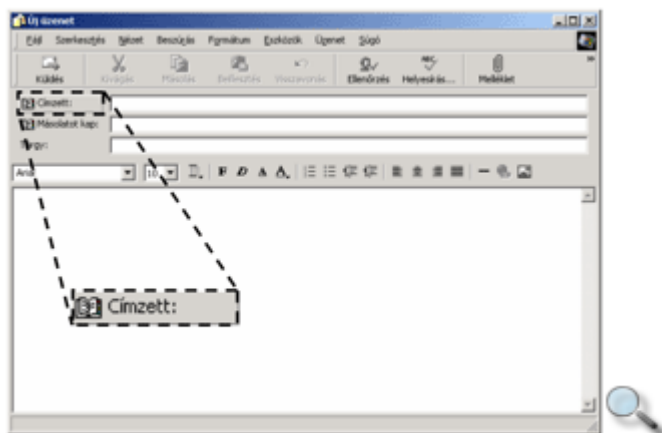 Új üzenet
Fájl Szerkesztés Nézet Beszúrás Formátum Eszközök Üzenet Súgó
Küldés Kivágás Másolás Beillesztés Visszavonás Ellenőrzés Helyesírás... Melléklet
Címzett:
Másolatot kap:
Tárgy:
Arial 10
Címzett: